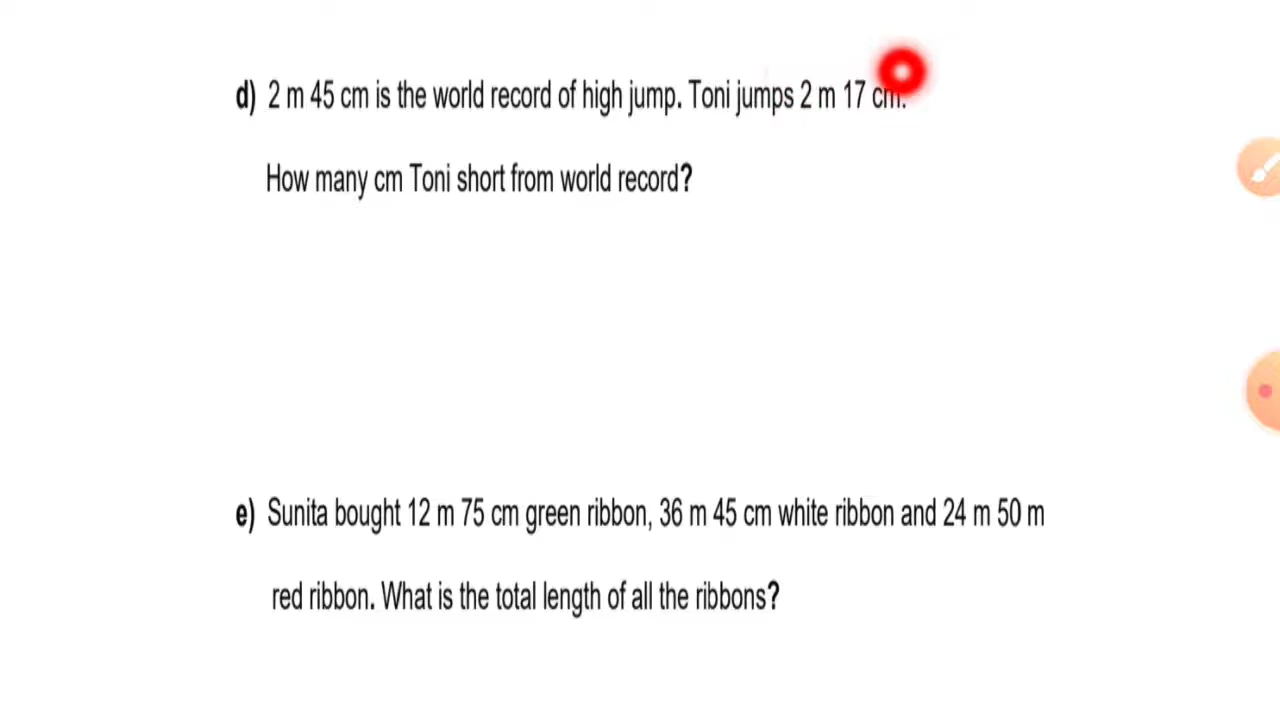 d) 2 m 45 cm is the world record of high jump. Toni jumps 2 m 17 cm.
How many cm Toni short from world record?
e) Sunita bought 12 m 75 cm green ribbon, 36 m 45 cm white ribbon and 24 m 50 m
red ribbon. What is the total length of all the ribbons?